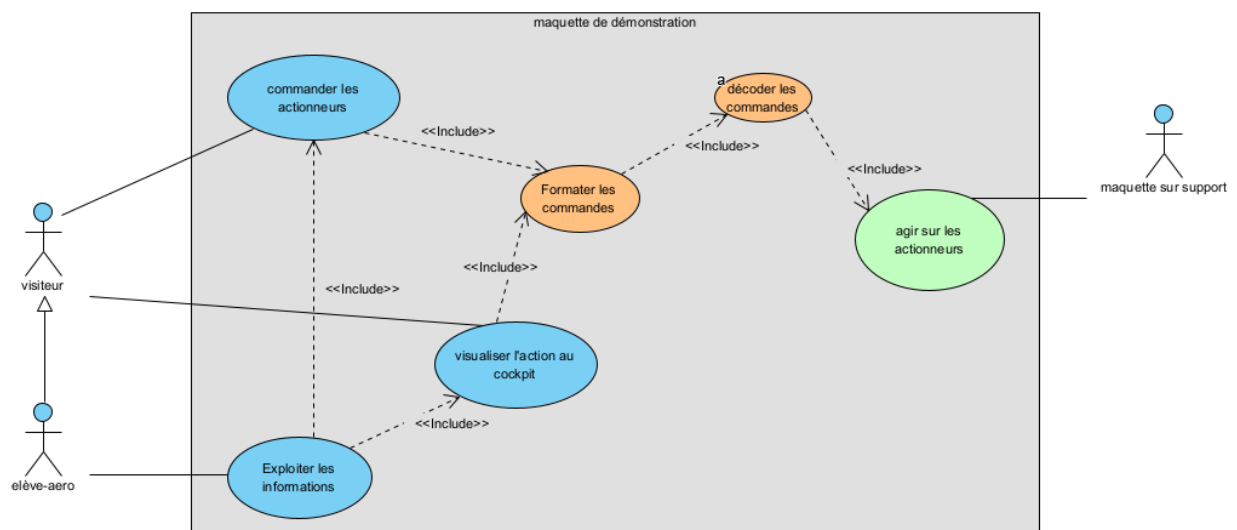 maquette de démonstration
commander les
actionneurs
a
décoder les
commandes
<<Include>>
<<Include>>
<<Include>>
Formater les
commandes
maquette sur support
agir sur les
actionneurs
visiteur
<<Include>>
<<Include>>
visualiser l'action au
cockpit
<<Include>>
Exploiter les
informations
elève-aero